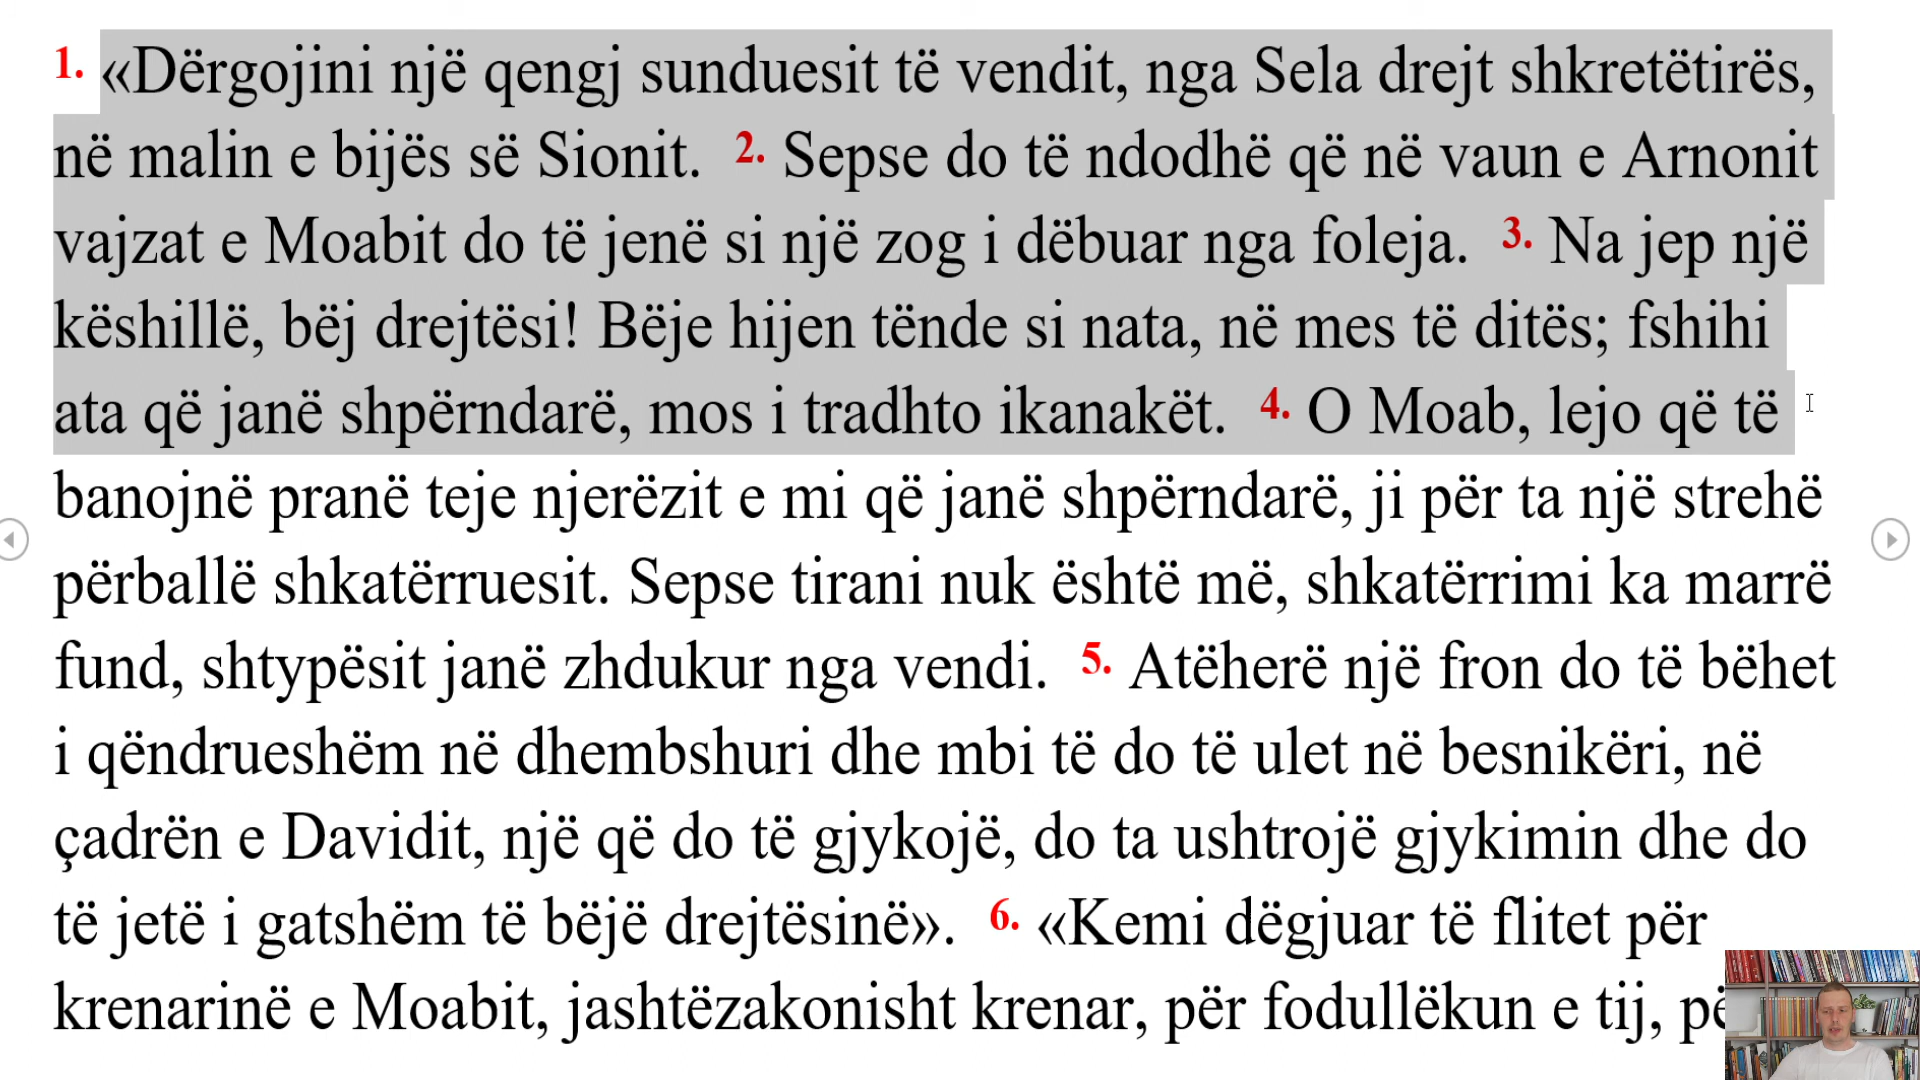 1. «Dërgojini një qengj sunduesit të vendit, nga Sela drejt shkretëtirës,
në malin e bijës së Sionit. 2. Sepse do të ndodhë që në vaun e Arnonit
vajzat e Moabit do të jenë si një zog i dëbuar nga foleja. 3. Na jep një
këshillë, bëj drejtësi! Bëje hijen tënde si nata, në mes të ditës; fshihi
ata që janë shpërndarë, mos i tradhto ikanakët. 4. O Moab, lejo që të
banojnë pranë teje njerëzit e mi që janë shpërndarë, ji për ta një strehë
përballë shkatërruesit. Sepse tirani nuk është më, shkatërrimi ka marrë
fund, shtypësit janë zhdukur nga vendi. 5. Atëherë një fron do të bëhet
i qëndrueshëm në dhembshuri dhe mbi të do të ulet në besnikëri, në
çadrën e Davidit, një që do të gjykojë, do ta ushtrojë gjykimin dhe do
të jetë i gatshëm të bëjë drejtësinë». 6. «Kemi dëgjuar të flitet për
krenarinë e Moabit, jashtëzakonisht krenar, për fodullëkun e tij,